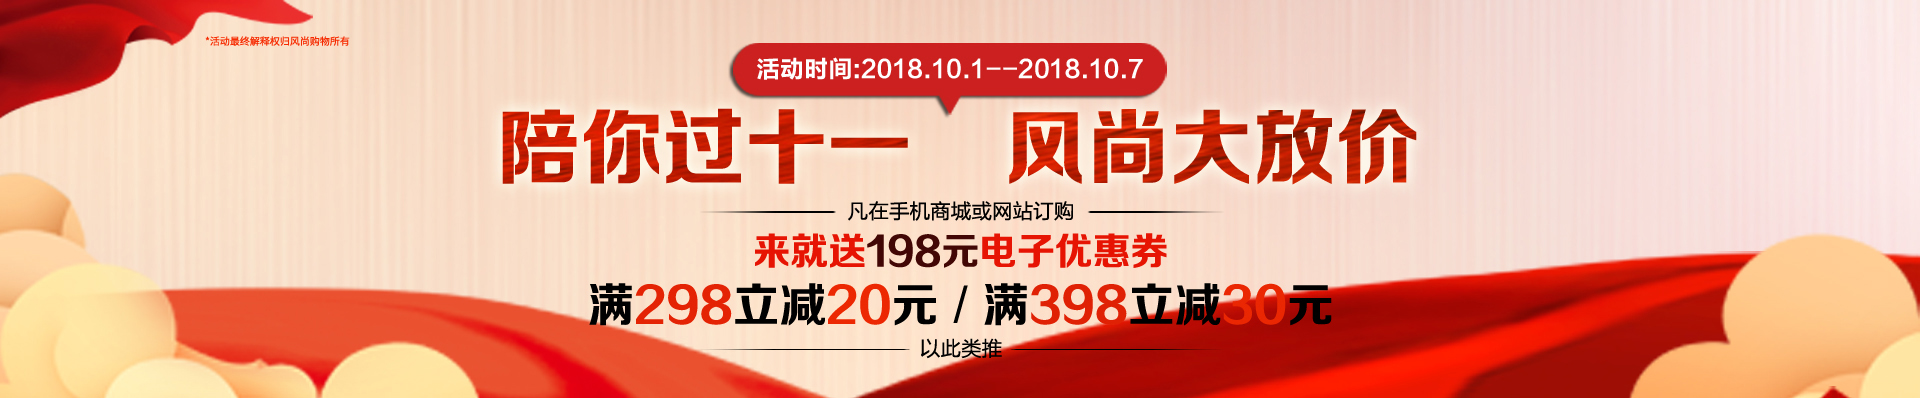 *活动最终解释权归风尚购物所有
活动时间:2018.10.1--2018.10.7
陪你过十一 风尚大放价
凡在手机商城或网站订购
来就送198元电子优惠券
满298立减20元 / 满398立减30元
以此类推